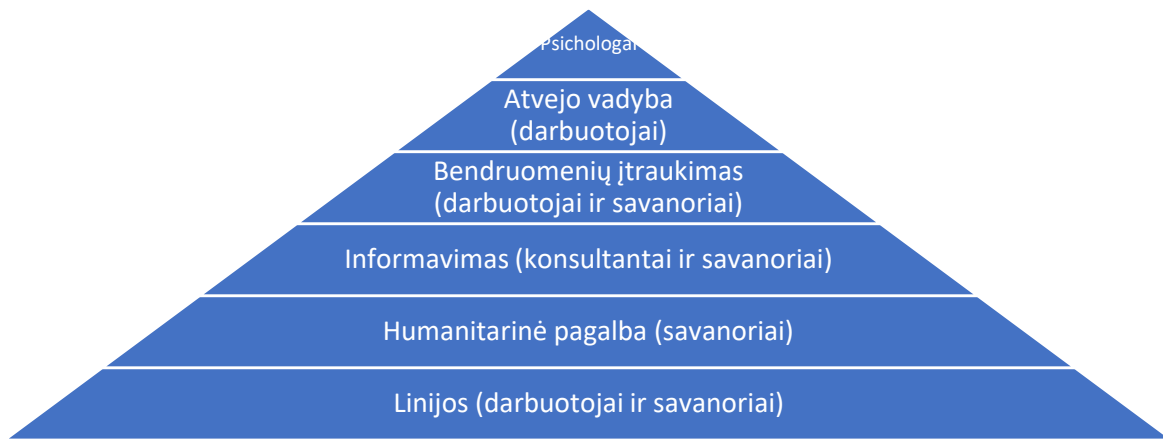 Psichologai
Atvejo vadyba
(darbuotojai)
Bendruomenių įtraukimas
(darbuotojai ir savanoriai)
Informavimas (konsultantai ir savanoriai)
Humanitarinė pagalba (savanoriai)
Linijos (darbuotojai ir savanoriai)